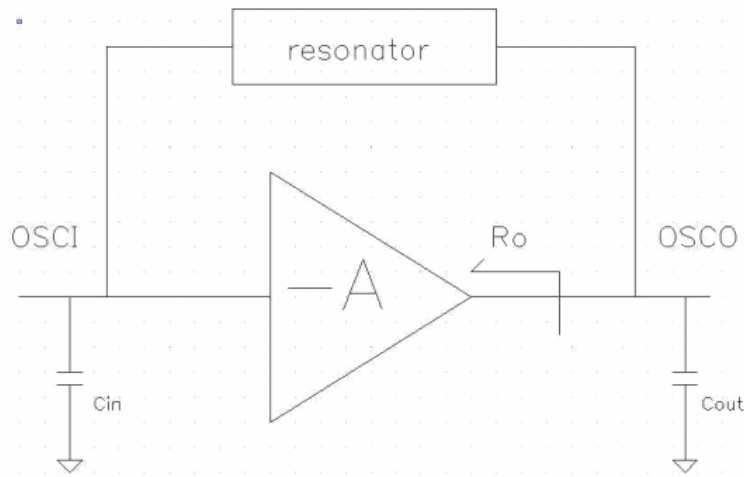 resonator
OSCI
Ro
OSCO
—A
Cin
Cout